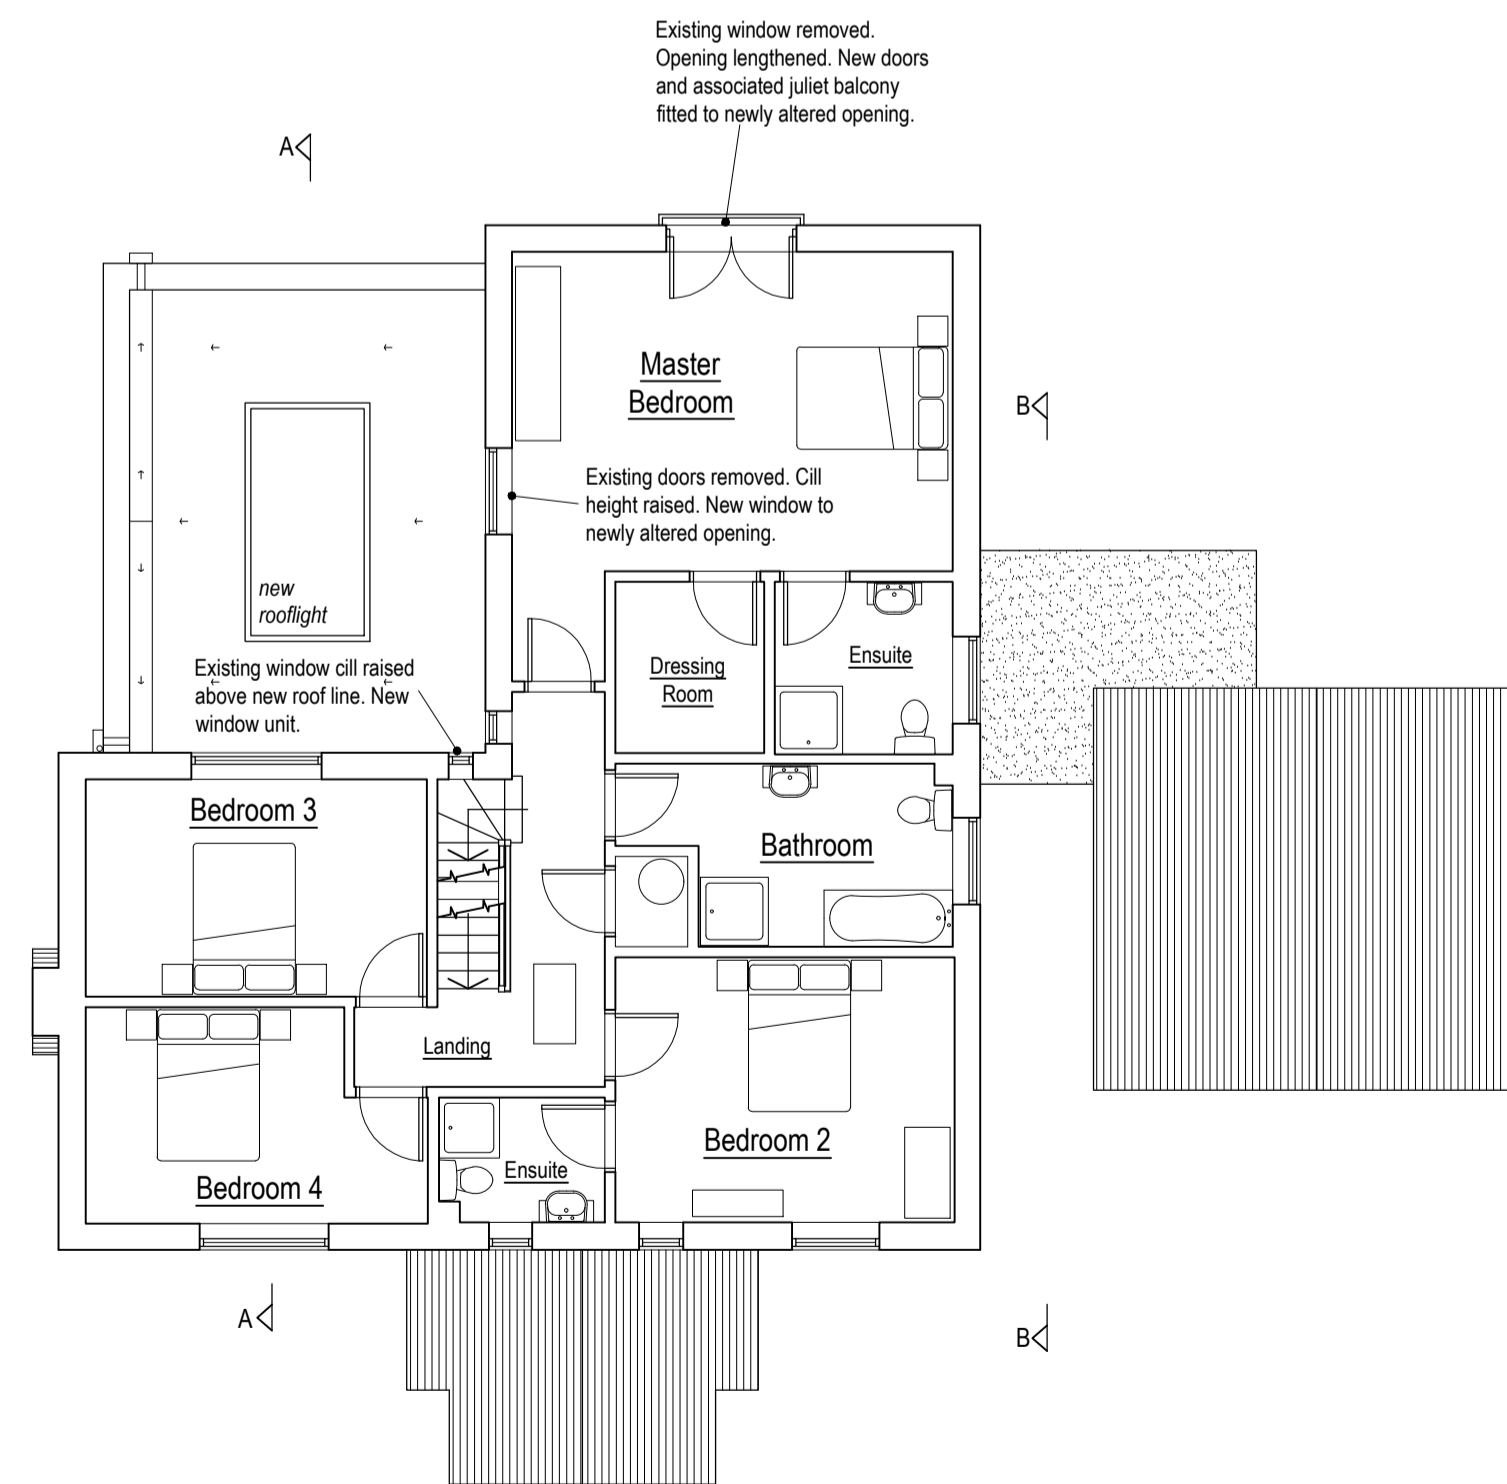 Existing window removed.
Opening lengthened. New doors
and associated juliet balcony
fitted to newly altered opening.
A
Master
Bedroom
B
Existing doors removed. Cill
height raised. New window to
newly altered opening.
new
rooflight
Existing window cill raised
above new roof line. New
window unit.
Dressing
Room
Ensuite
Bedroom 3
Bathroom
Landing
Bedroom 4
Ensuite
Bedroom 2
A
B